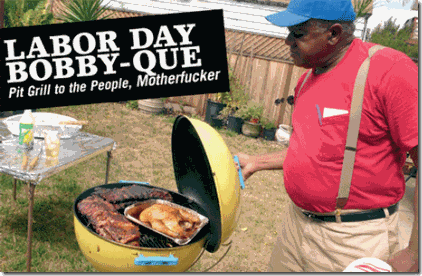 LABOR DAY
BOBBY-QUE
Pit Grill to the People, Motherfucker